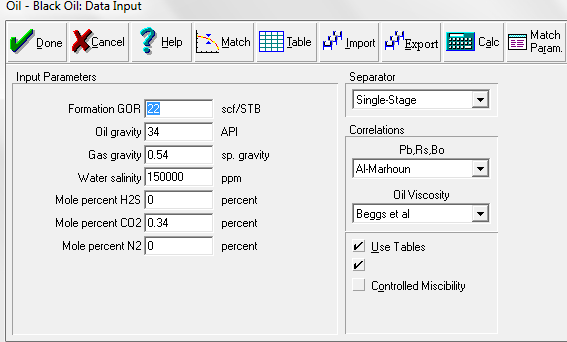 Oil - Black Oil: Data Input
Done Cancel Help Match Table Import Export Calc Match Param.
Input Parameters
Formation GOR 22 scf/STB
Oil gravity 34 API
Gas gravity 0.54 sp. gravity
Water salinity 150000 ppm
Mole percent H2S 0 percent
Mole percent CO2 0.34 percent
Mole percent N2 0 percent
Separator
Single-Stage
Correlations
Pb,Rs,Bo
Al-Marhoun
Oil Viscosity
Beggs et al
Use Tables
Controlled Miscibility